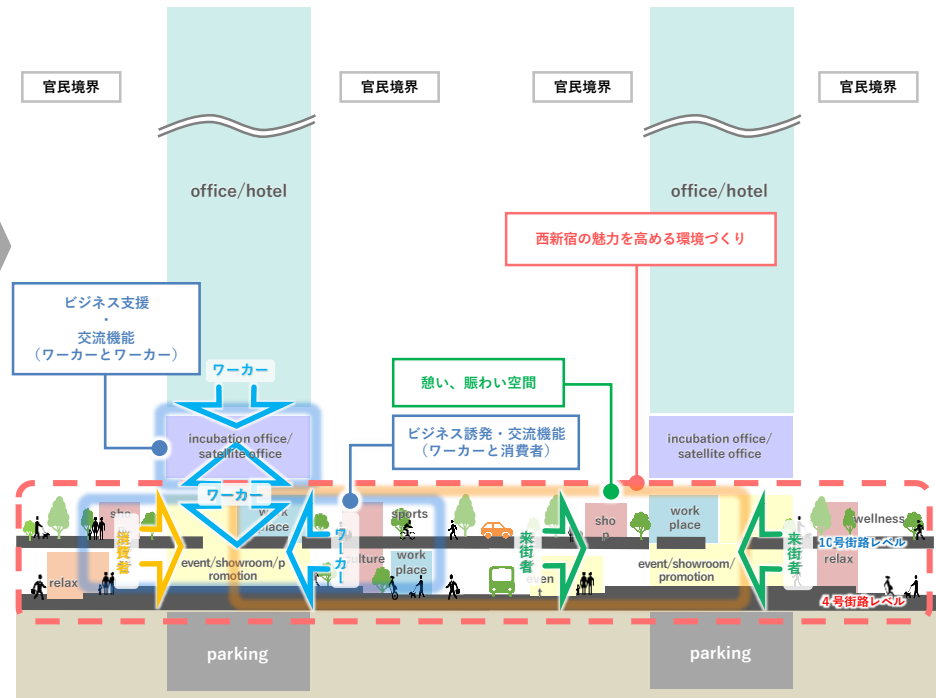 官民境界
官民境界
官民境界
官民境界
office/hotel
office/hotel
西新宿の魅力を高める環境づくり
ビジネス支援
・
交流機能
（ワーカーとワーカー）
ワーカー
憩い、賑わい空間
ビジネス誘発・交流機能
（ワーカーと消費者）
incubation office/
satellite office
incubation office/
satellite office
ワーカー
sho
work
place
sports
sho
p
work
place
wellness
10号街路レベル
消費者
ワーカー
来街者
来街者
relax
event/showroom/p
romotion
culture
work
place
even
t
event/showroom/
promotion
relax
4号街路レベル
parking
parking